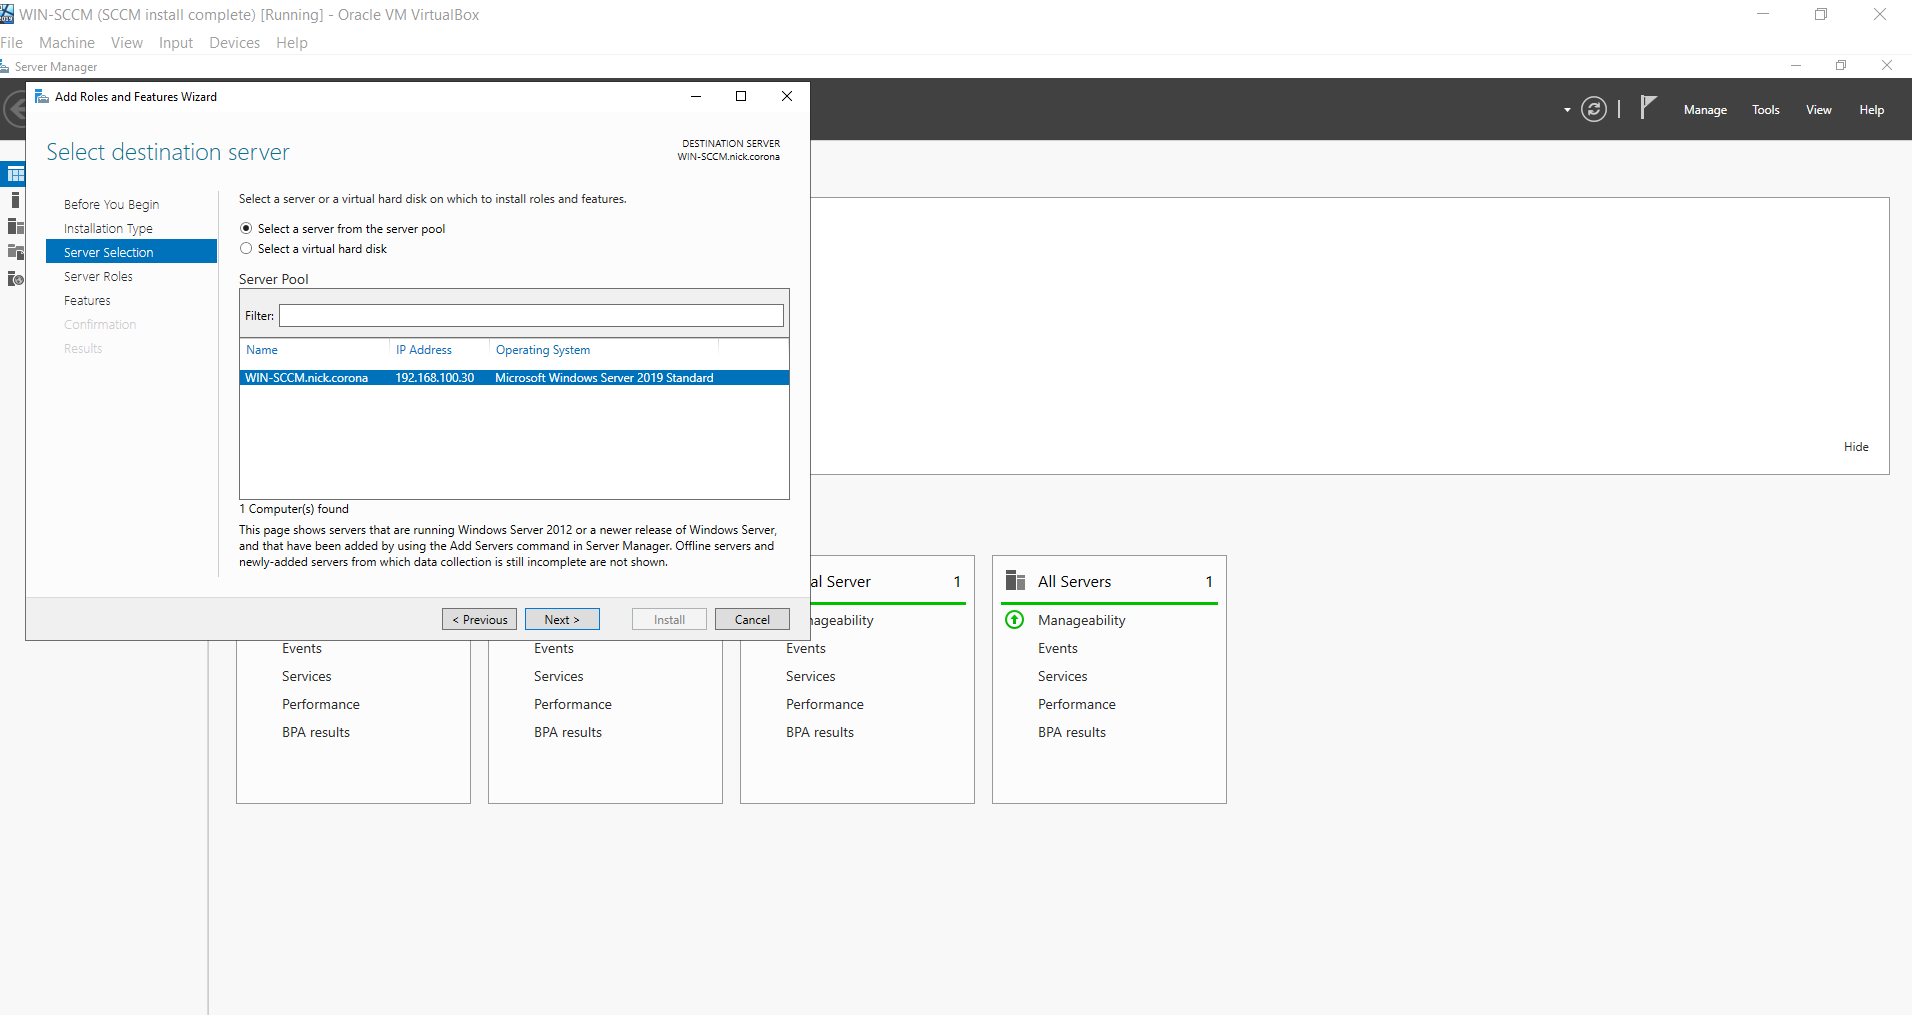 WIN-SCCM (SCCM install complete) [Running] - Oracle VM VirtualBox
File Machine View Input Devices Help
Server Manager
Add Roles and Features Wizard
Manage Tools View Help
Select destination server
DESTINATION SERVER
WIN-SCCM.nick.corona
Before You Begin
Installation Type
Server Selection
Server Roles
Features
Confirmation
Results
Select a server or a virtual hard disk on which to install roles and features.
Select a server from the server pool
Select a virtual hard disk
Server Pool
Filter:
Name IP Address Operating System
WIN-SCCM.nick.corona 192.168.100.30 Microsoft Windows Server 2019 Standard
1 Computer(s) found
This page shows servers that are running Windows Server 2012 or a newer release of Windows Server,
and that have been added by using the Add Servers command in Server Manager. Offline servers and
newly-added servers from which data collection is still incomplete are not shown.
< Previous Next > Install Cancel
Hide
Events
Services
Performance
BPA results
Events
Services
Performance
BPA results
al Server 1
nageability
Events
Services
Performance
BPA results
All Servers 1
Manageability
Events
Services
Performance
BPA results